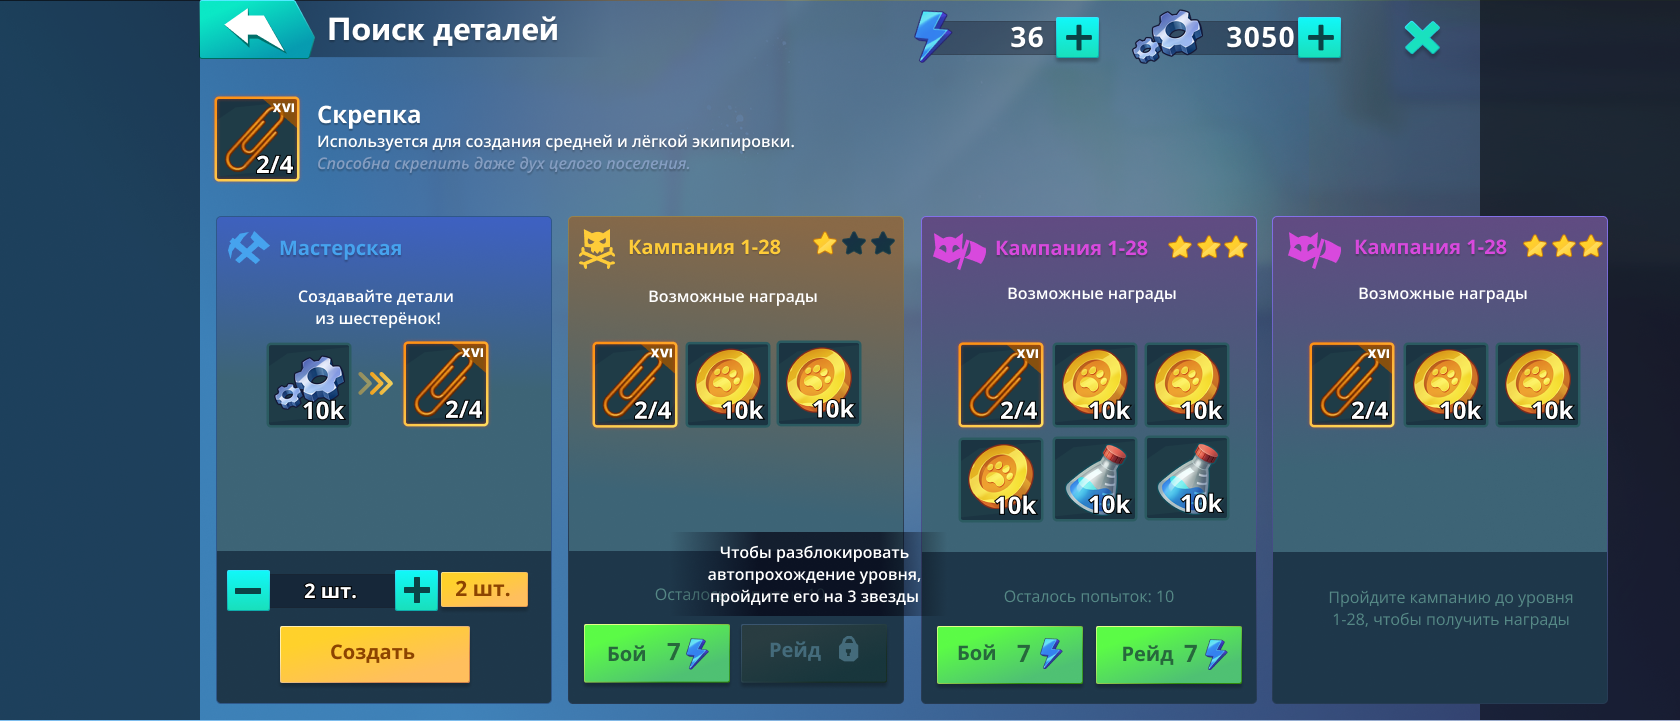 Поиск деталей
36
3050
XVI
2/4
Скрепка
Используется для создания средней и лёгкой экипировки.
Способна скрепить даже дух целого поселения.
Мастерская
Создавайте детали
из шестерёнок!
10k
XVI
2/4
2 шт.
2 шт.
Создать
Кампания 1-28
Возможные награды
XVI
2/4
10k
10k
Чтобы разблокировать
автопрохождение уровня,
пройдите его на 3 звезды
Бой 7
Рейд
Кампания 1-28
Возможные награды
XVI
2/4
10k
10k
10k
10k
10k
Осталось попыток: 10
Бой 7
Рейд 7
Кампания 1-28
Возможные награды
XVI
2/4
10k
10k
Пройдите кампанию до уровня
1-28, чтобы получить награды